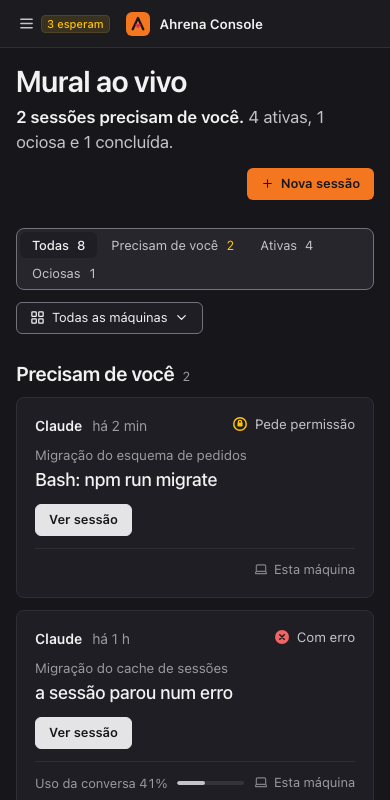 3 esperam
Ahrena Console
Mural ao vivo
2 sessões precisam de você. 4 ativas, 1
ociosa e 1 concluída.
+ Nova sessão
Todas 8 Precisam de você 2 Ativas 4
Ociosas 1
Todas as máquinas
Precisam de você 2
Claude há 2 min Pede permissão
Migração do esquema de pedidos
Bash: npm run migrate
Ver sessão
Esta máquina
Claude há 1 h Com erro
Migração do cache de sessões
a sessão parou num erro
Ver sessão
Uso da conversa 41% Esta máquina